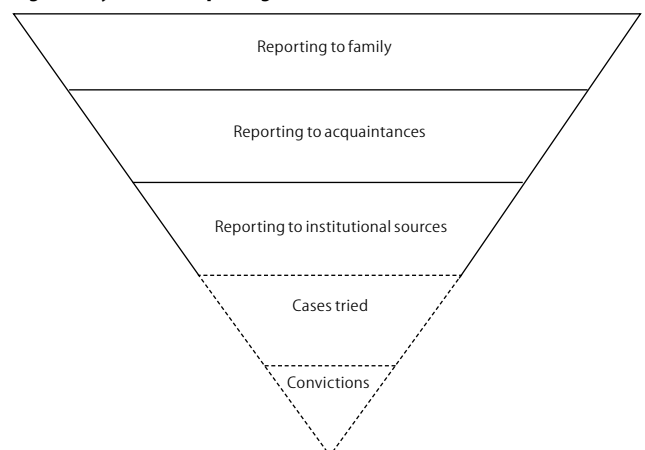 Reporting to family
Reporting to acquaintances
Reporting to institutional sources
Cases tried
Convictions